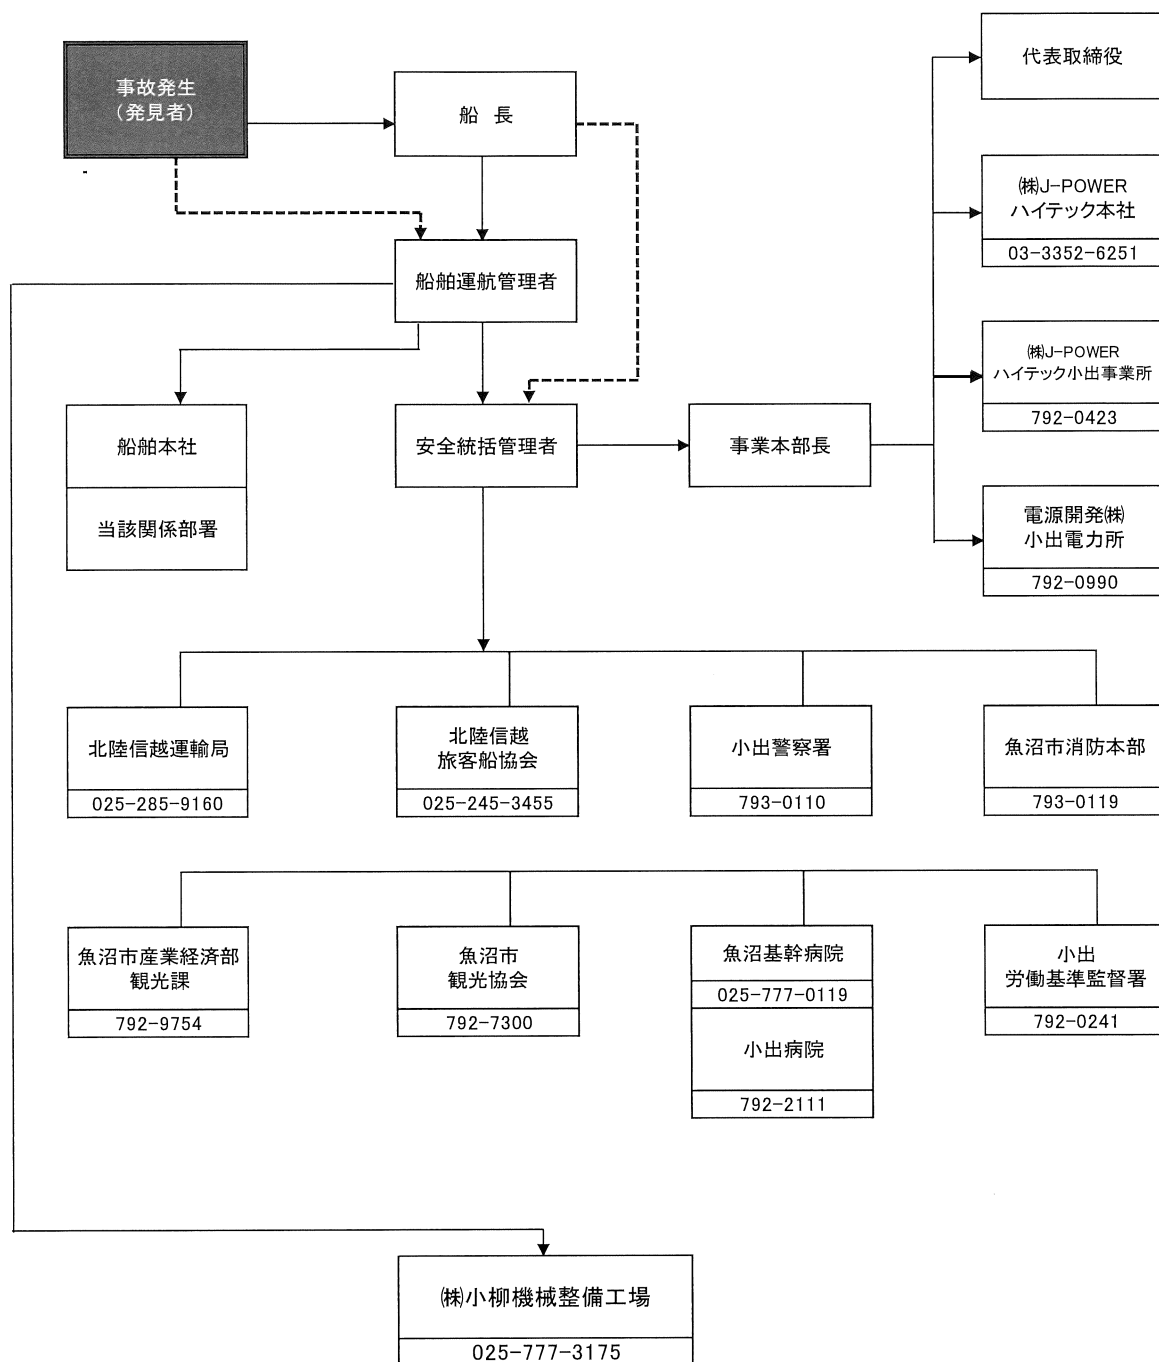 事故発生
（発見者）
船 長
代表取締役
㈱J-POWER
ハイテック本社
03-3352-6251
船舶運航管理者
㈱J-POWER
ハイテック小出事業所
792-0423
船舶本社
当該関係部署
安全統括管理者
事業本部長
電源開発㈱
小出電力所
792-0990
北陸信越運輸局
025-285-9160
北陸信越
旅客船協会
025-245-3455
小出警察署
793-0110
魚沼市消防本部
793-0119
魚沼市産業経済部
観光課
792-9754
魚沼市
観光協会
792-7300
魚沼基幹病院
025-777-0119
小出病院
792-2111
小出
労働基準監督署
792-0241
㈱小柳機械整備工場
025-777-3175